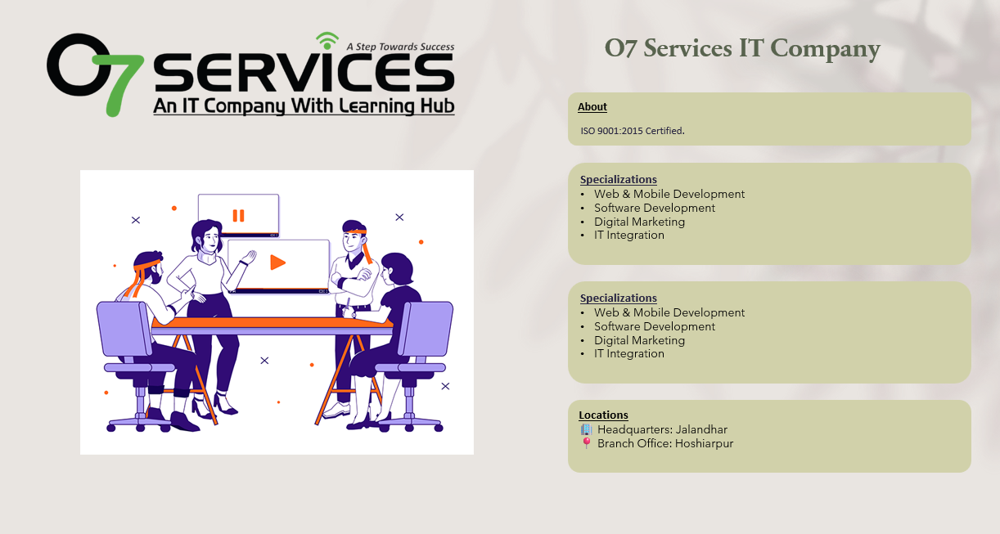 A Step Towards Success
O7 SERVICES
An IT Company With Learning Hub
O7 Services IT Company
About
ISO 9001:2015 Certified.
Specializations
• Web & Mobile Development
• Software Development
• Digital Marketing
• IT Integration
Specializations
• Web & Mobile Development
• Software Development
• Digital Marketing
• IT Integration
Locations
🏢 Headquarters: Jalandhar
📍 Branch Office: Hoshiarpur